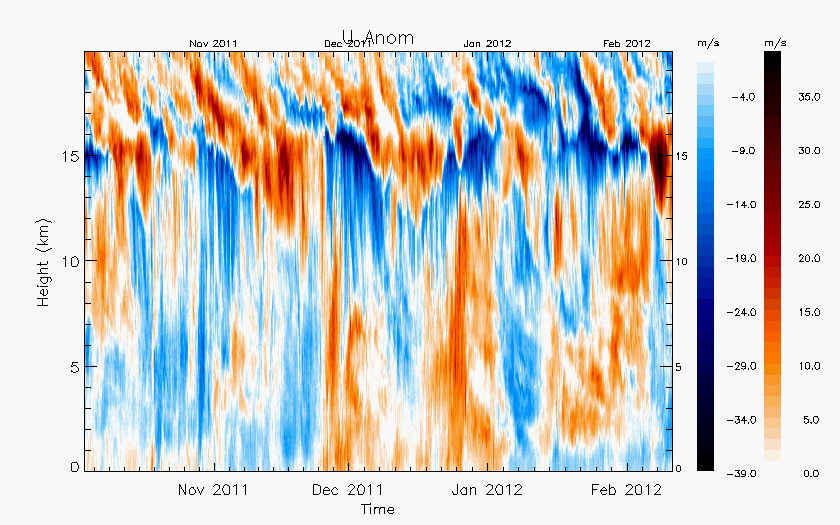 U Anom
Nov 2011 Dec 2011 Jan 2012 Feb 2012 m/s m/s
-4.0 35.0
-9.0 30.0
15 15 -14.0 25.0
10 10 -19.0 20.0
-24.0 15.0
5 5 -29.0 10.0
-34.0 5.0
0 0 -39.0 0.0
Height (km)
Nov 2011 Dec 2011 Jan 2012 Feb 2012
Time